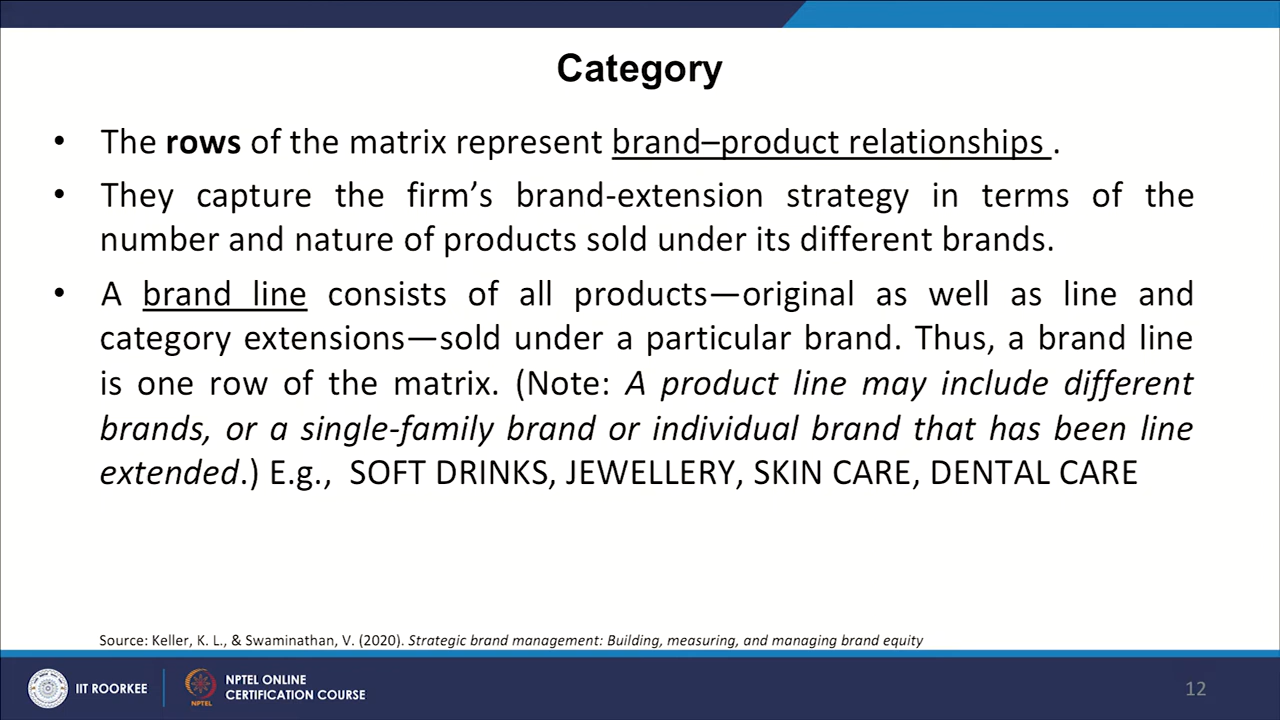 Category
• The rows of the matrix represent brand–product relationships .
• They capture the firm's brand-extension strategy in terms of the
number and nature of products sold under its different brands.
• A brand line consists of all products—original as well as line and
category extensions—sold under a particular brand. Thus, a brand line
is one row of the matrix. (Note: A product line may include different
brands, or a single-family brand or individual brand that has been line
extended.) E.g., SOFT DRINKS, JEWELLERY, SKIN CARE, DENTAL CARE
Source: Keller, K. L., & Swaminathan, V. (2020). Strategic brand management: Building, measuring, and managing brand equity
IIT ROORKEE
NPTEL
NPTEL ONLINE
CERTIFICATION COURSE
12